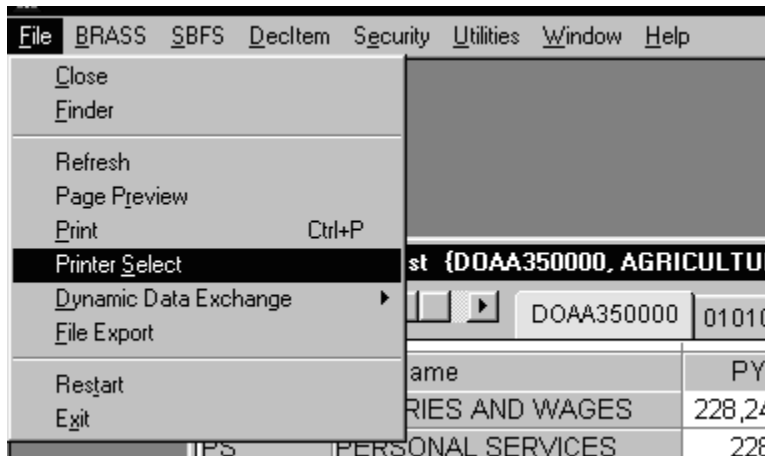 File BRASS SBFS DecItem Security Utilities Window Help
Close
Finder
Refresh
Page Preview
Print Ctrl+P
Printer Select
st {DOAA350000, AGRICULTU
Dynamic Data Exchange
DOAA350000 01010
File Export
Restart
ame PY
Exit
RIES AND WAGES 228,24
PS PERSONAL SERVICES 228